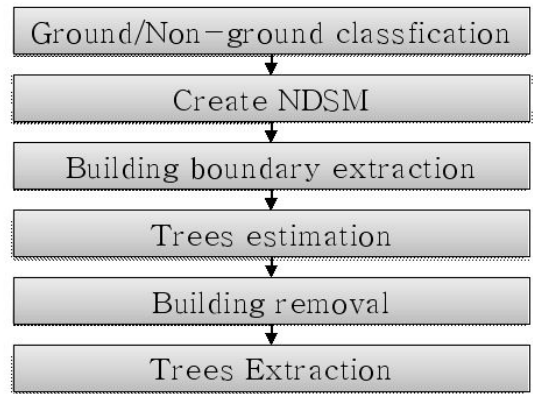 Ground/Non-ground classfication
Create NDSM
Building boundary extraction
Trees estimation
Building removal
Trees Extraction